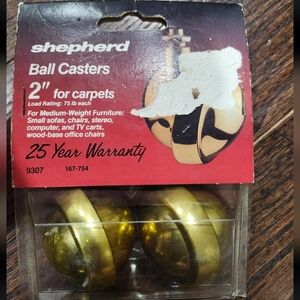 shepherd
Ball Casters
2" for carpets
Load Rating: 75 lb each
For Medium-Weight Furniture:
Small sofas, chairs, stereo,
computer, and TV carts,
wood-base office chairs
25 Year Warranty
9307
167-754